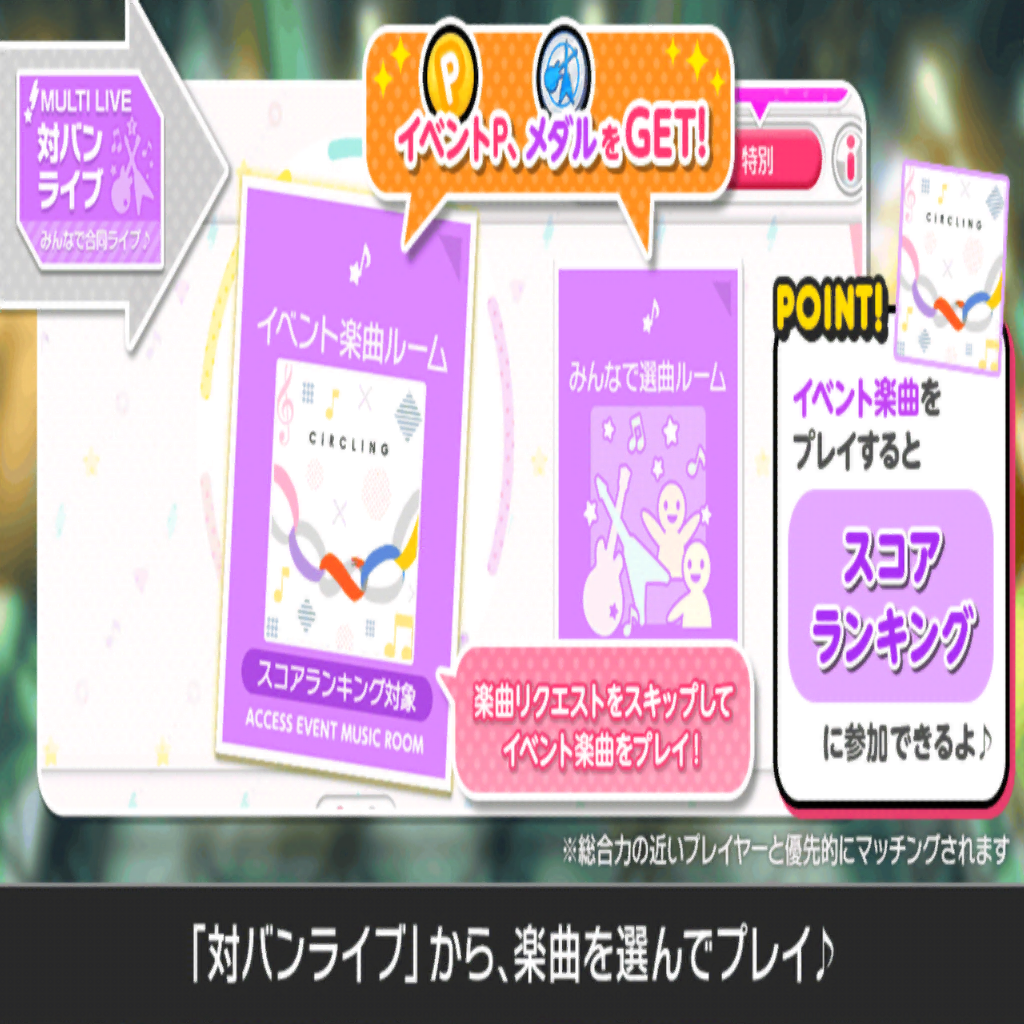 MULTI LIVE
対バン
ライブ
みんなで合同ライブ♪
P
イベントP、メダルをGET!
特別
i
イベント楽曲ルーム
CiRCLING
スコアランキング対象
ACCESS EVENT MUSIC ROOM
みんなで選曲ルーム
楽曲リクエストをスキップして
イベント楽曲をプレイ!
CiRCLING
POINT!
イベント楽曲を
プレイすると
スコア
ランキング
に参加できるよ♪
※総合力の近いプレイヤーと優先的にマッチングされます
「対バンライブ」から、楽曲を選んでプレイ♪